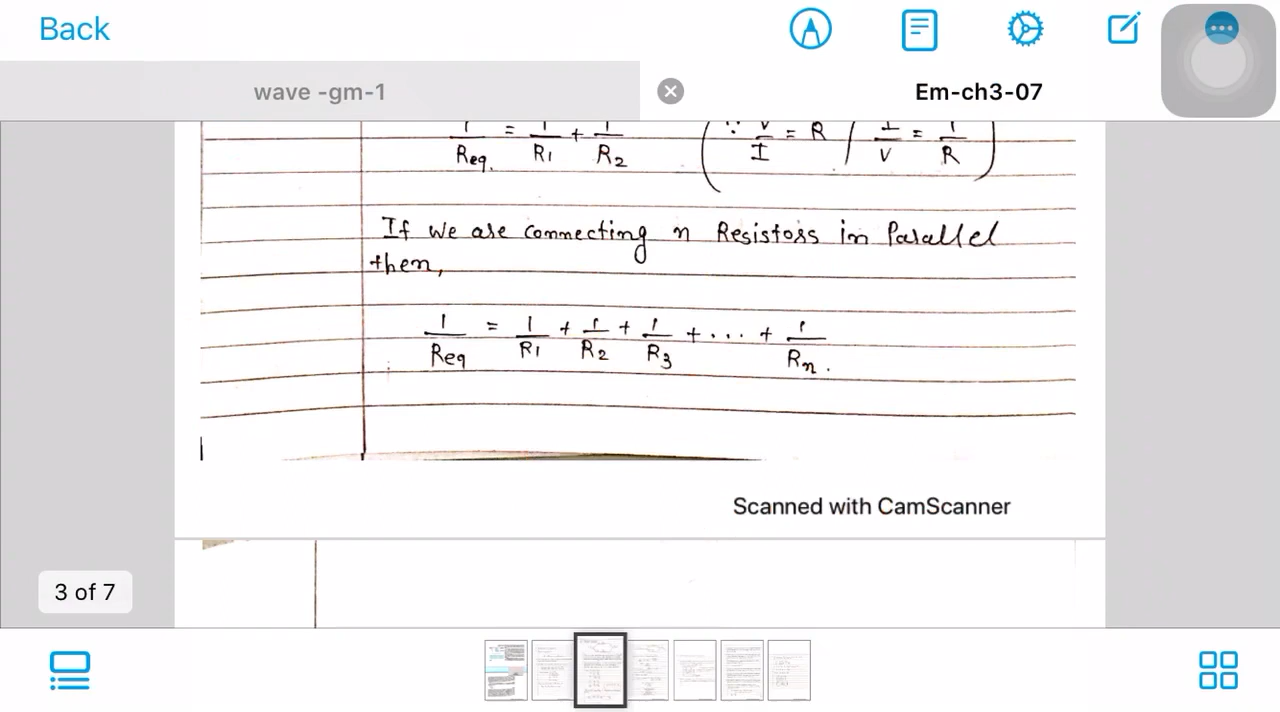 Back
wave -gm-1
Em-ch3-07
1/Req. = 1/R1 + 1/R2 (∵ V/I = R / I/V = 1/R)
If we are connecting n Resistors in Parallel
then,
1/Req = 1/R1 + 1/R2 + 1/R3 + ... + 1/Rn.
Scanned with CamScanner
3 of 7